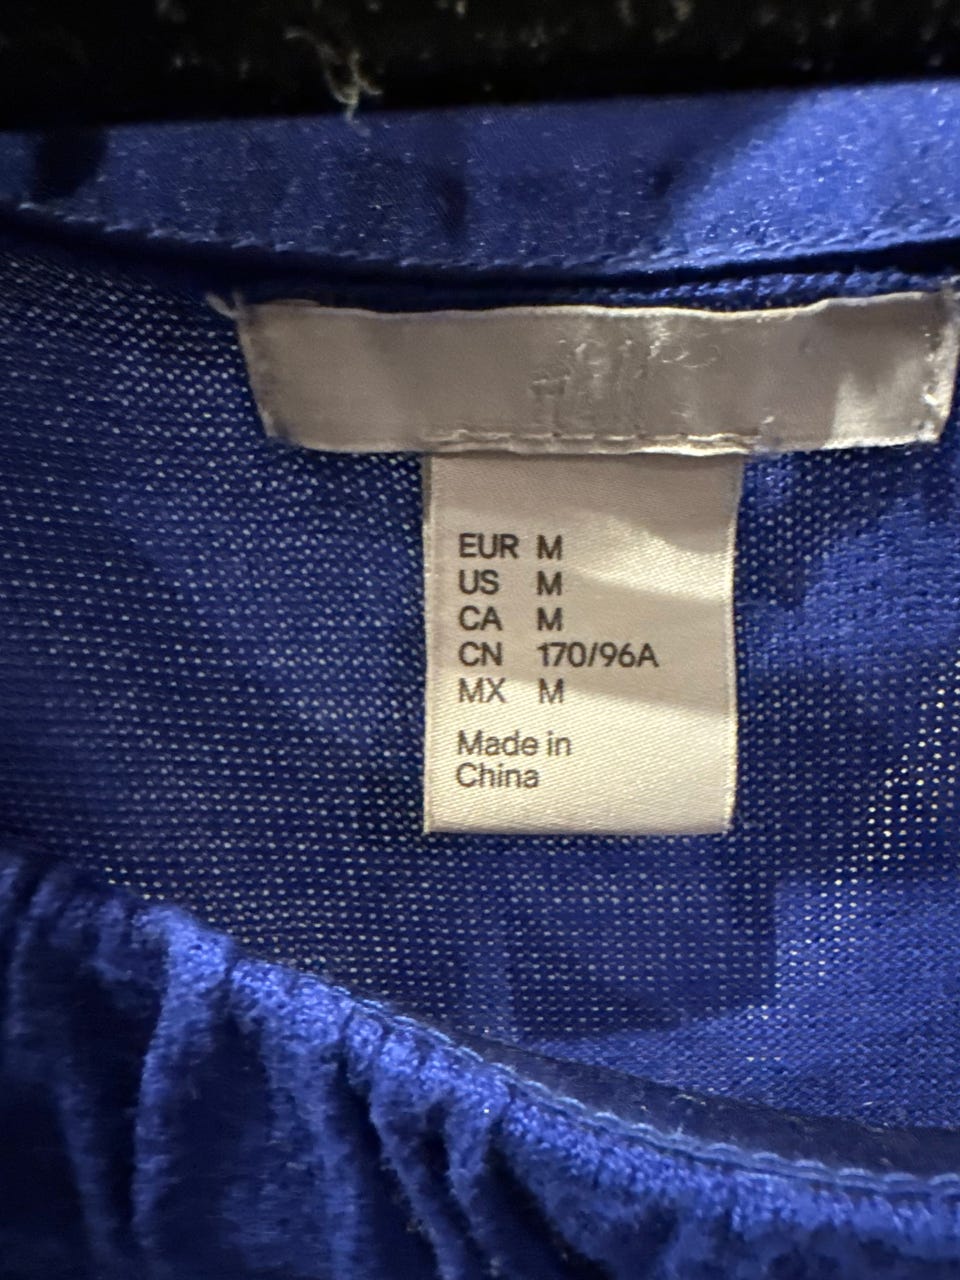 EUR M
US M
CA M
CN 170/96A
MX M
Made in
China